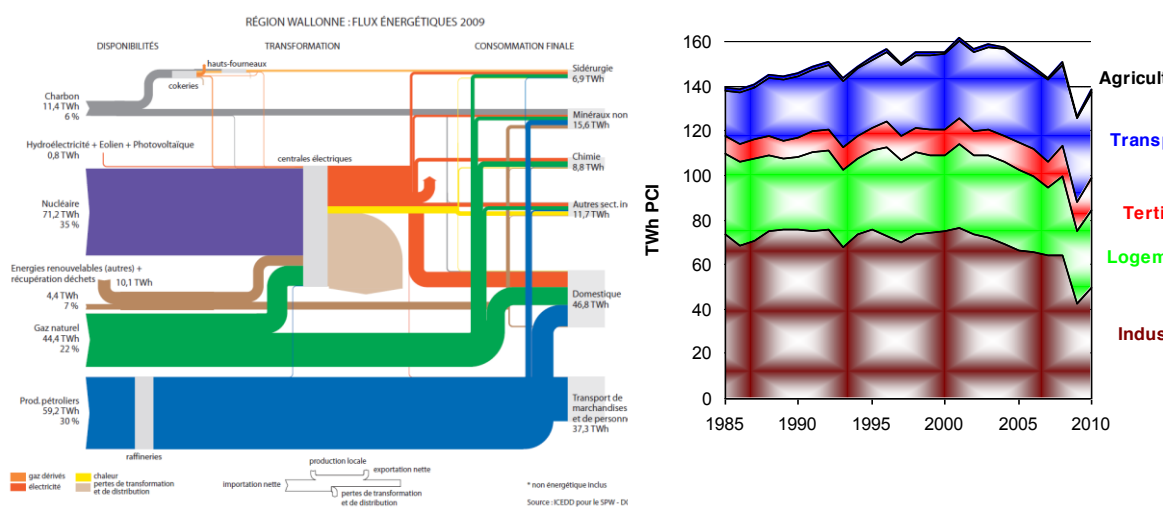 RÉGION WALLONNE : FLUX ÉNERGÉTIQUES 2009
DISPONIBILITÉS
TRANSFORMATION
CONSOMMATION FINALE
hauts-fourneaux
cokeries
Charbon
11,4 TWh
6 %
Hydroélectricité + Eolien + Photovoltaïque
0,8 TWh
centrales électriques
Nucléaire
71,2 TWh
35 %
Energies renouvelables (autres) +
récupération déchets
10,1 TWh
4,4 TWh
7 %
Gaz naturel
44,4 TWh
22 %
Prod. pétroliers
59,2 TWh
30 %
raffineries
Sidérurgie
6,9 TWh
Minéraux non
15,6 TWh
Chimie
8,8 TWh
Autres sect. in
11,7 TWh
Domestique
46,8 TWh
Transport de
marchandises
et de personne
37,3 TWh
gaz dérivés
électricité
chaleur
pertes de transformation
et de distribution
production locale
exportation nette
importation nette
pertes de transformation
et de distribution
* non énergétique inclus
Source : ICEDD pour le SPW - DG
TWh PCI
160
140
120
100
80
60
40
20
0
1985
1990
1995
2000
2005
2010
Agricult
Transp
Terti
Logem
Indus